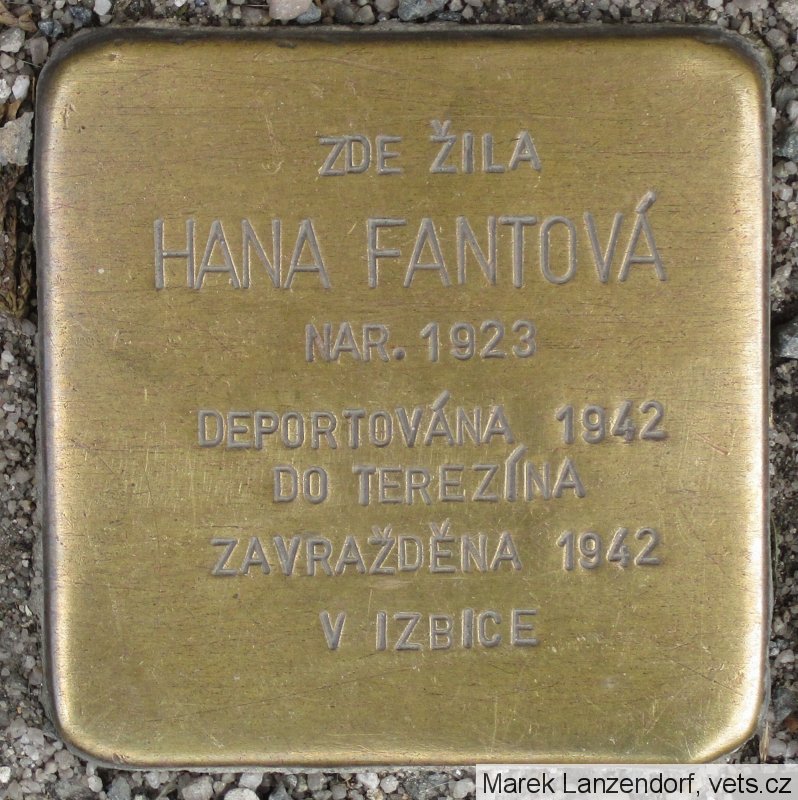 ZDE ŽILA
HANA FANTOVÁ
NAR. 1923
DEPORTOVÁNA 1942
DO TEREZÍNA
ZAVRAŽDĚNA 1942
V IZBICE
Marek Lanzendorf, vets.cz